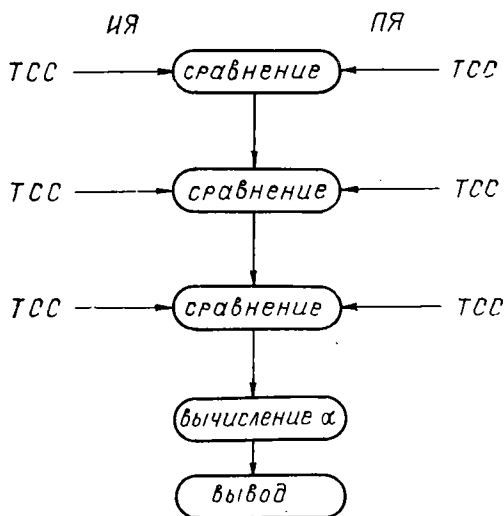 ИЯ ПЯ
ТСС сравнение ТСС
ТСС сравнение ТСС
ТСС сравнение ТСС
вычисление α
вывод